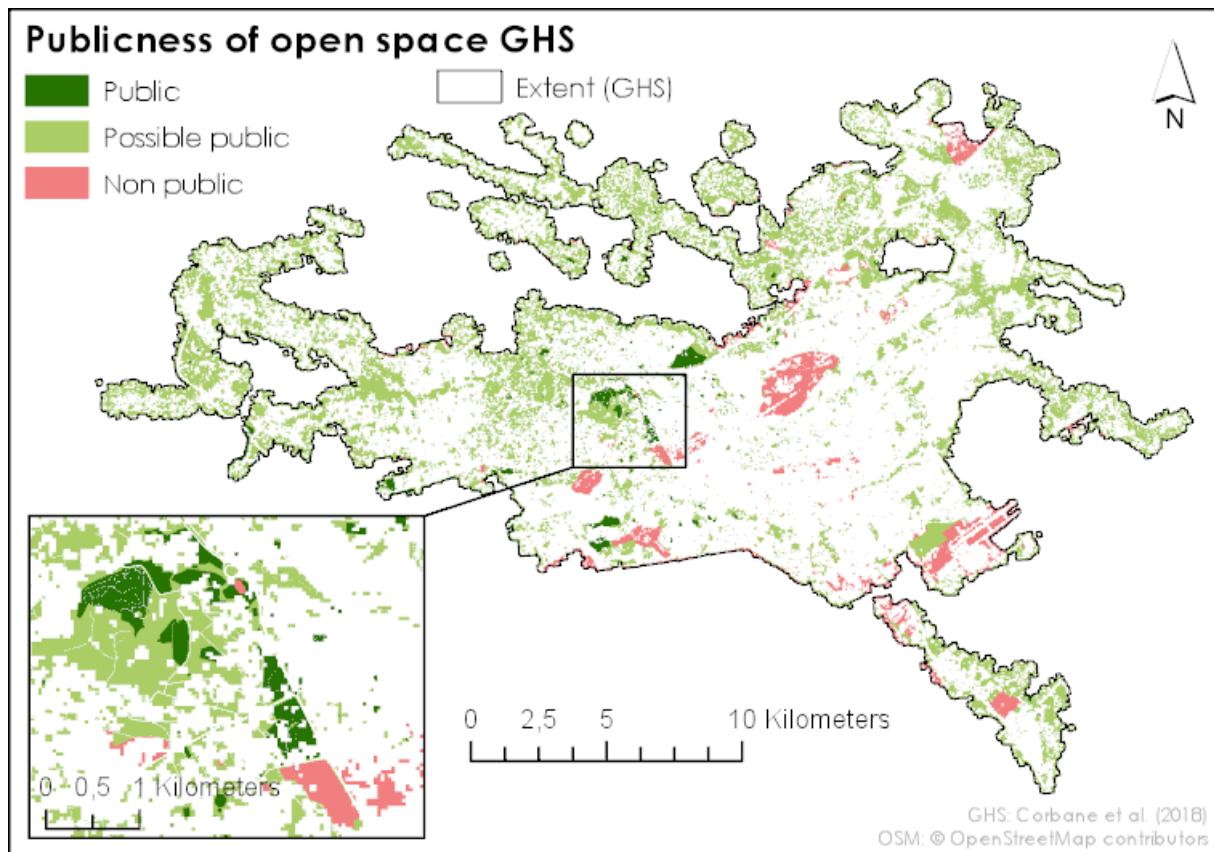 Publicness of open space GHS
Public
Extent (GHS)
Possible public
Non public
N
0 2,5 5 10 Kilometers
0 0,5 1 Kilometers
GHS: Corbane et al. (2018)
OSM: © OpenStreetMap contributors